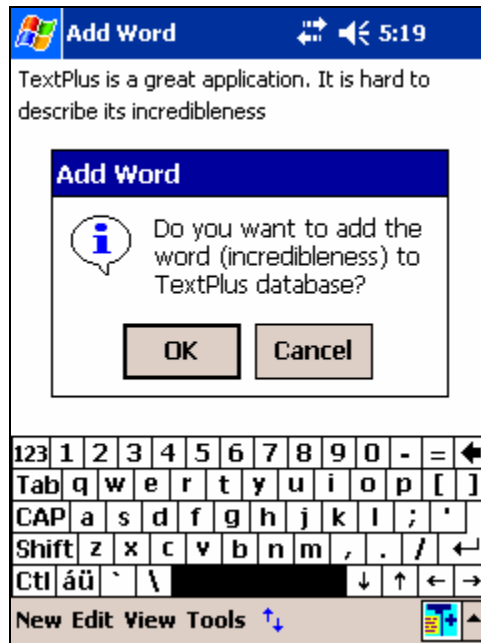 Add Word 5:19
TextPlus is a great application. It is hard to
describe its incredibleness
Add Word
Do you want to add the
word (incredibleness) to
TextPlus database?
OK Cancel
123 1 2 3 4 5 6 7 8 9 0 - = ←
Tab q w e r t y u i o p [ ]
CAP a s d f g h j k l ; '
Shift z x c v b n m , . / ↵
Ctl áü ` \ ↓ ↑ ← →
New Edit View Tools